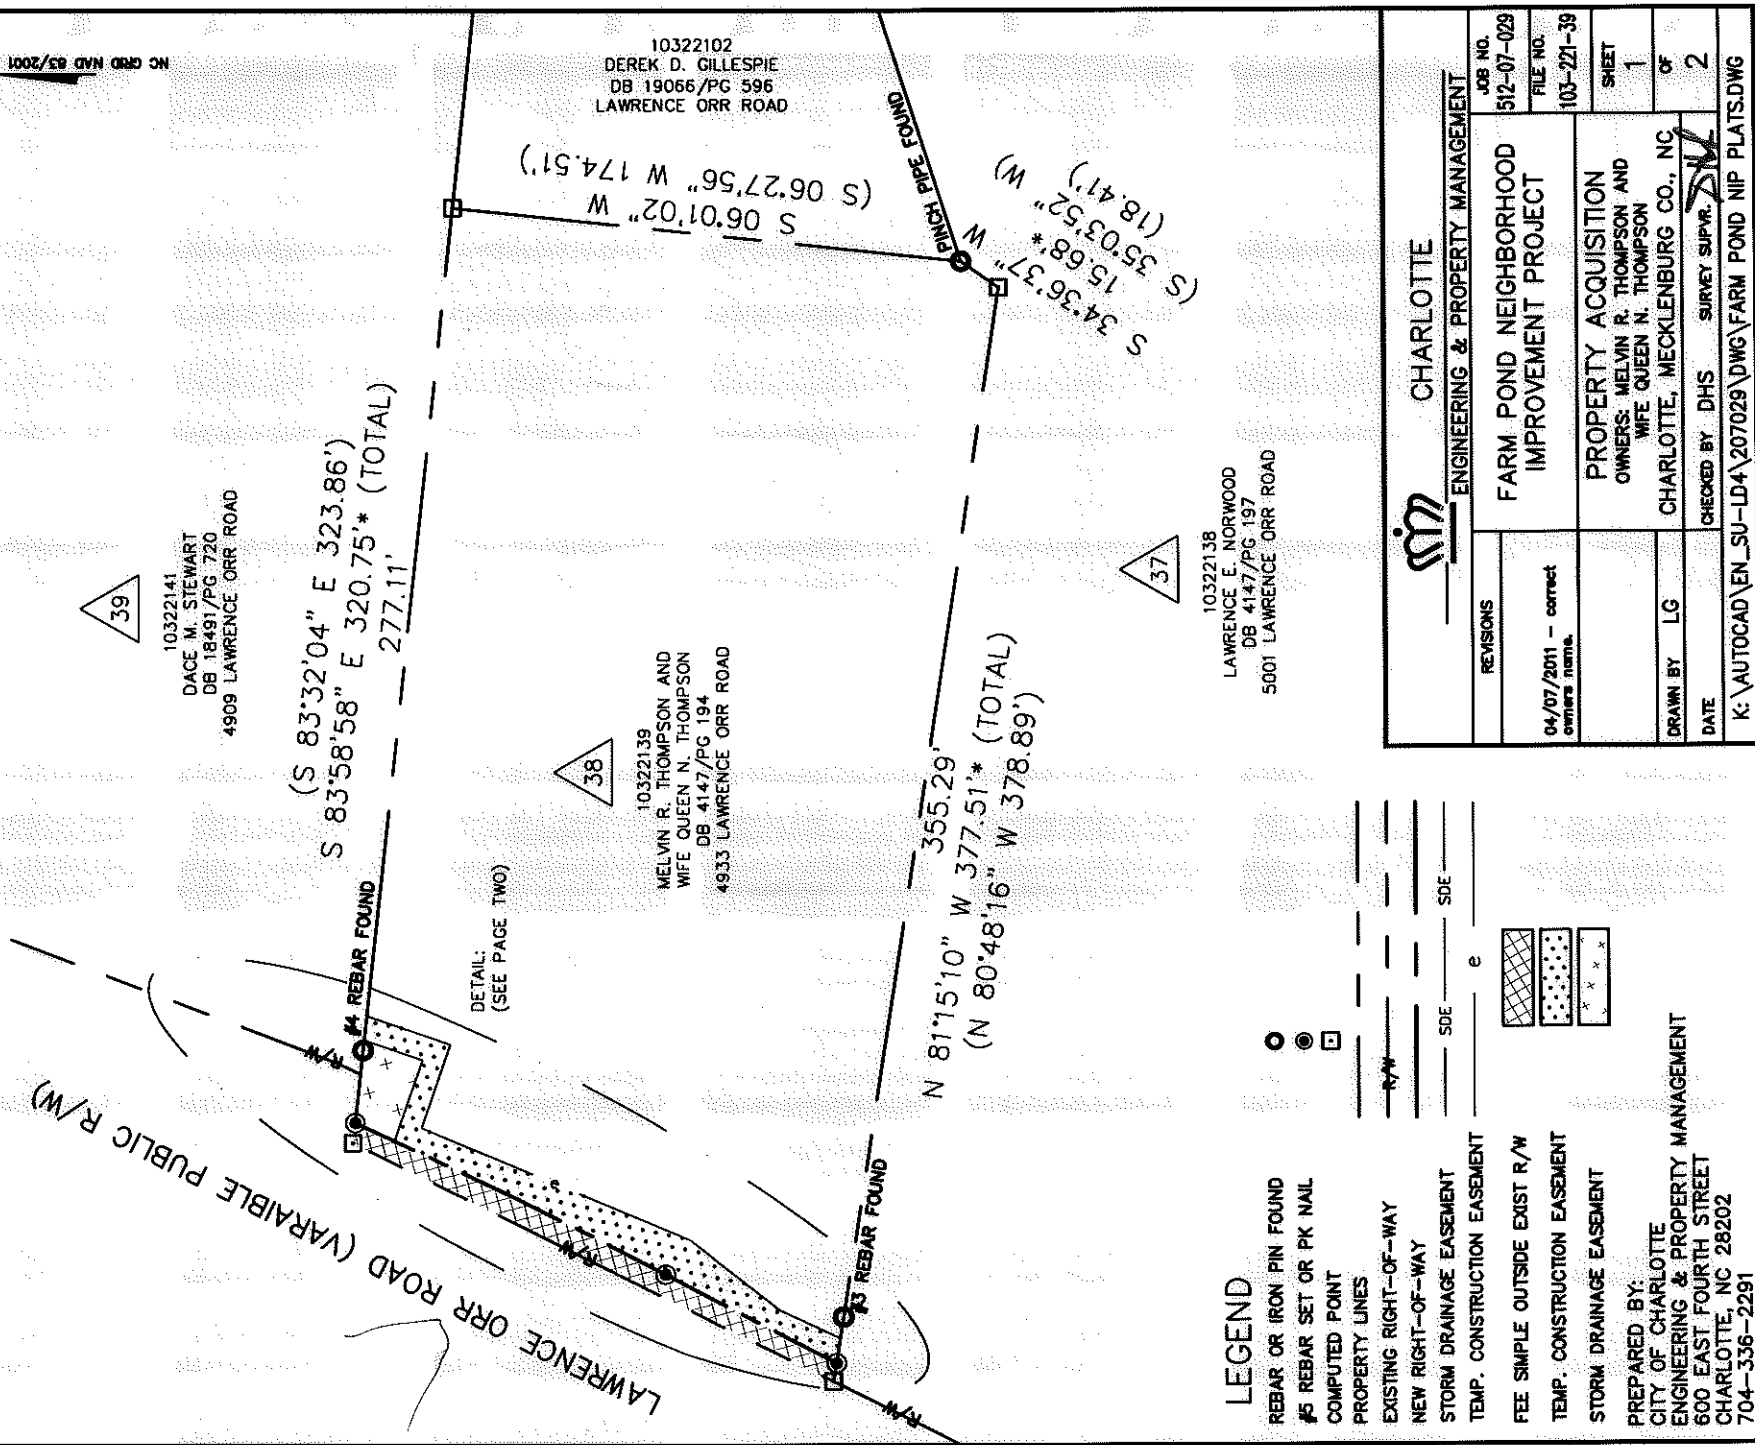 NC GRID NAD 83/2001
39
10322141
DACE M. STEWART
DB 18491/PG 720
4909 LAWRENCE ORR ROAD
10322102
DEREK D. GILLESPIE
DB 19066/PG 596
LAWRENCE ORR ROAD
(S 83°32'04" E 323.86')
S 83°58'58" E 320.75'* (TOTAL)
277.11'
S 06°01'02" W
(S 06°27'56" W 174.51')
PINCH PIPE FOUND
S 34°36'37" W
15.68'*
(S 35°03'52" W)
(18.41')
LAWRENCE ORR ROAD (VARAIBLE PUBLIC R/W)
R/W
#4 REBAR FOUND
DETAIL:
(SEE PAGE TWO)
38
10322139
MELVIN R. THOMPSON AND
WIFE QUEEN N. THOMPSON
DB 4147/PG 194
4933 LAWRENCE ORR ROAD
R/W
R/W
#3 REBAR FOUND
355.29'
N 81°15'10" W 377.51'* (TOTAL)
(N 80°48'16" W 378.89')
37
10322138
LAWRENCE E. NORWOOD
DB 4147/PG 197
5001 LAWRENCE ORR ROAD
LEGEND
REBAR OR IRON PIN FOUND
#5 REBAR SET OR PK NAIL
COMPUTED POINT
PROPERTY LINES
EXISTING RIGHT-OF-WAY R/W
NEW RIGHT-OF-WAY
STORM DRAINAGE EASEMENT SDE SDE
TEMP. CONSTRUCTION EASEMENT e
FEE SIMPLE OUTSIDE EXIST R/W
TEMP. CONSTRUCTION EASEMENT
STORM DRAINAGE EASEMENT
PREPARED BY:
CITY OF CHARLOTTE
ENGINEERING & PROPERTY MANAGEMENT
600 EAST FOURTH STREET
CHARLOTTE, NC 28202
704-336-2291
CHARLOTTE
ENGINEERING & PROPERTY MANAGEMENT
REVISIONS
04/07/2011 - correct
owners name.
FARM POND NEIGHBORHOOD
IMPROVEMENT PROJECT
JOB NO.
512-07-029
FILE NO.
103-221-39
PROPERTY ACQUISITION
OWNERS: MELVIN R. THOMPSON AND
WIFE QUEEN N. THOMPSON
SHEET
1
OF
2
DRAWN BY LG
CHARLOTTE, MECKLENBURG CO., NC
DATE
CHECKED BY DHS
SURVEY SUPVR.
K:\AUTOCAD\EN_SU-LD4\207029\DWG\FARM POND NIP PLATS.DWG